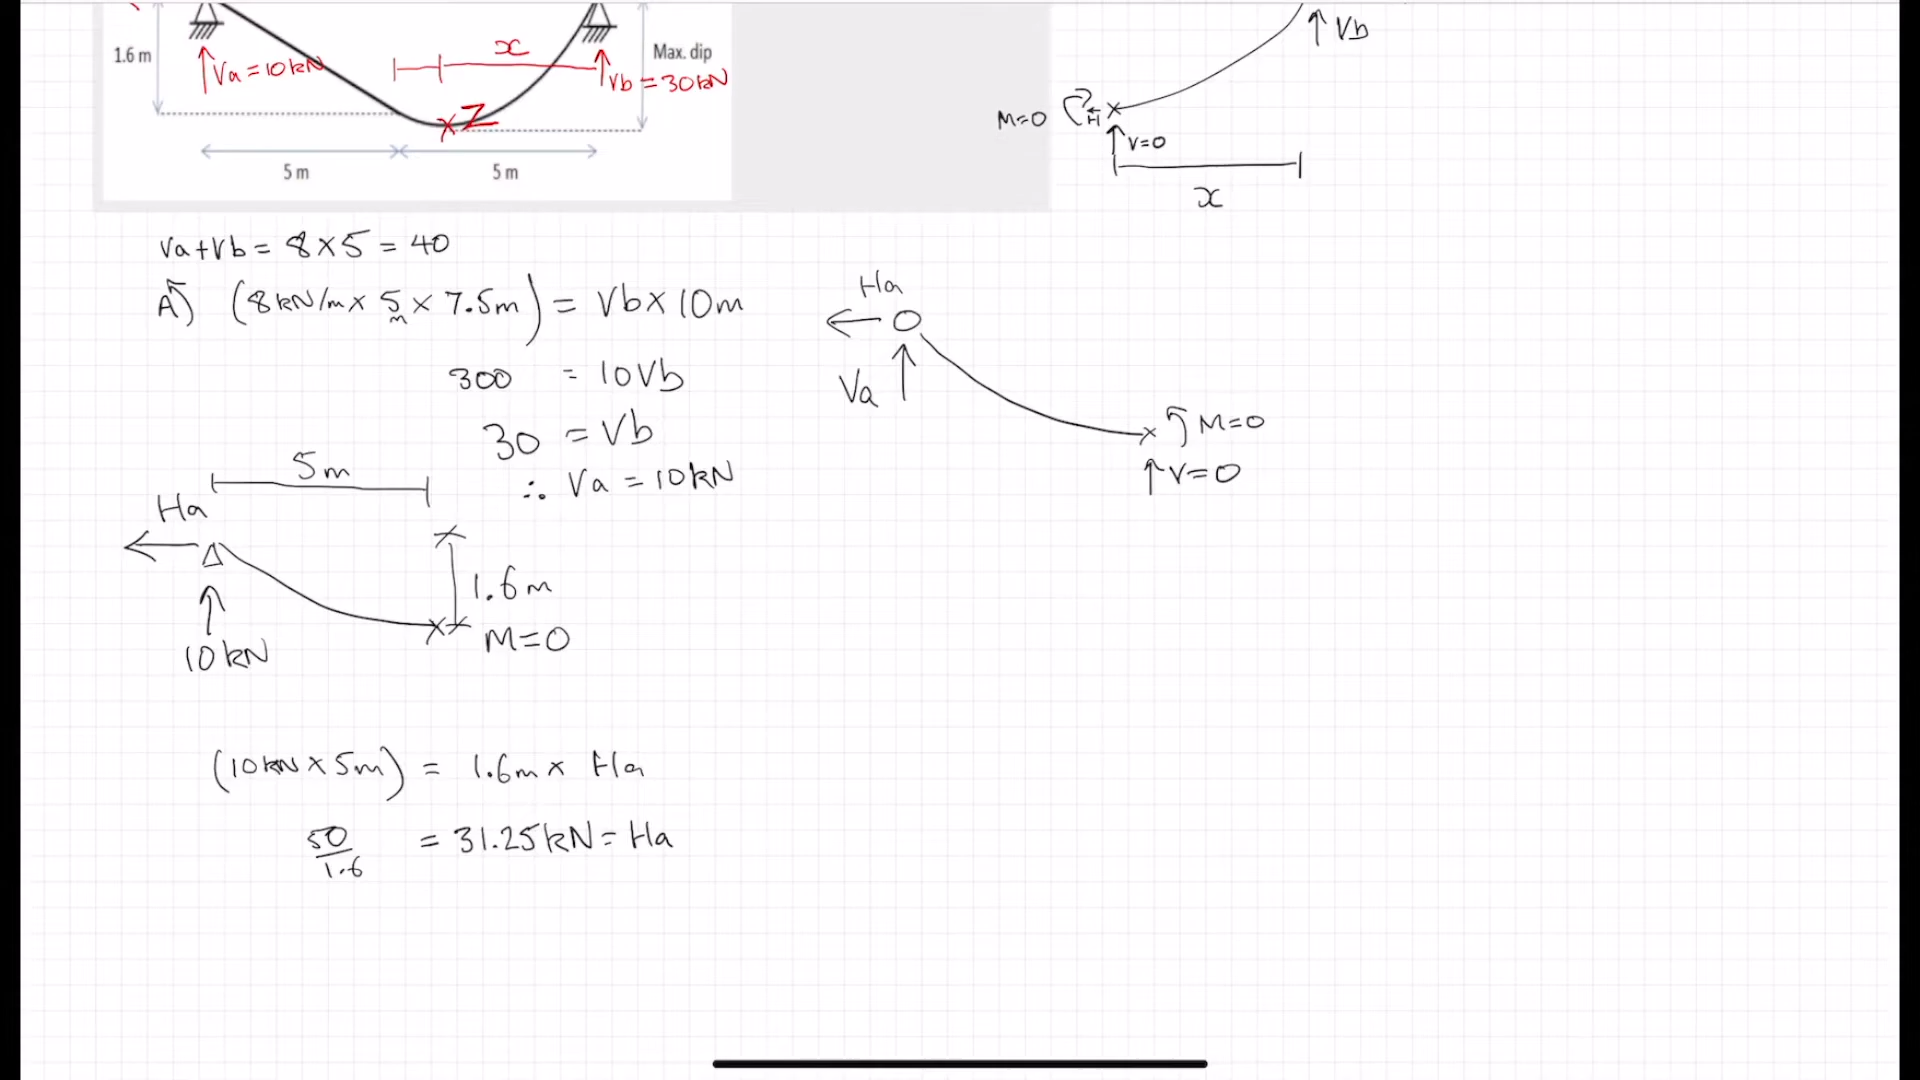 1.6 m
Va = 10kN
x
Vb = 30kN
Max. dip
x Z
5 m
5 m
Vb
M=0
H
V=0
x
Va+Vb = 8×5 = 40
A (8kN/m × 5m × 7.5m) = Vb×10m
300 = 10Vb
30 = Vb
∴ Va = 10kN
5m
Ha
10kN
1.6m
M=0
(10kN × 5m) = 1.6m × Ha
50/1.6 = 31.25kN = Ha
Ha
Va
M=0
V=0